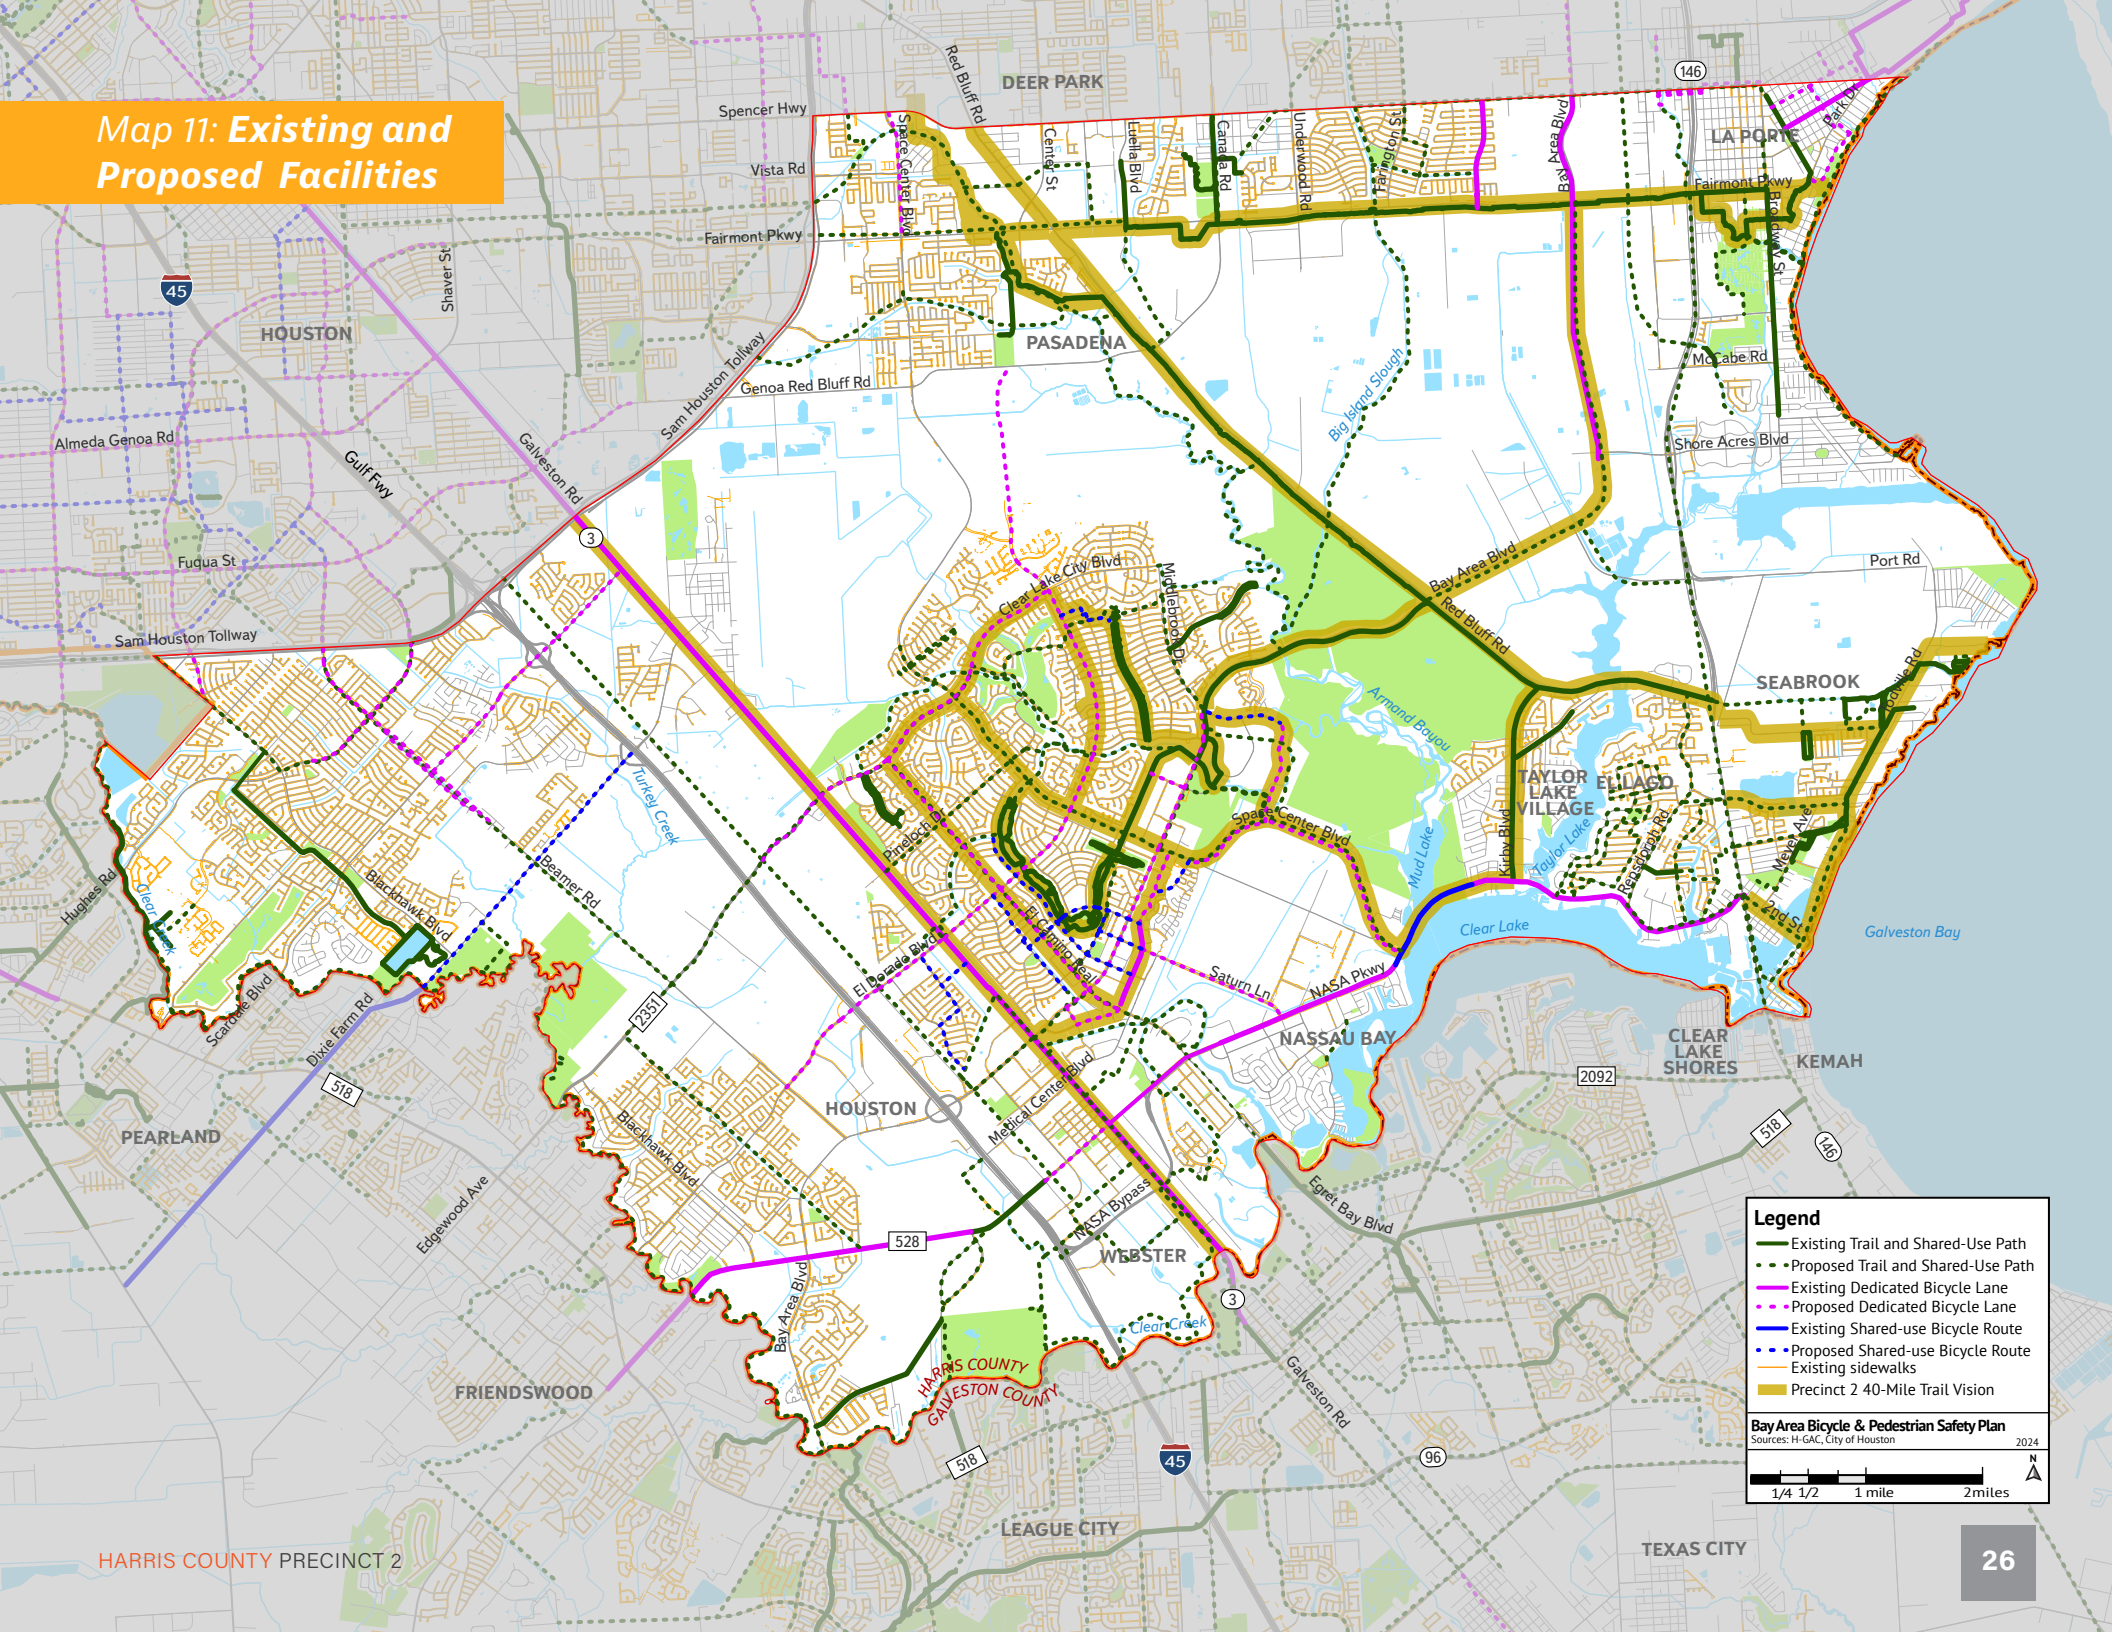 Map 11: Existing and
Proposed Facilities
DEER PARK
146
Spencer Hwy
Red Bluff Rd
Space Center Blvd
Center St
Luella Blvd
Canada Rd
Underwood Rd
Farington St
Bay Area Blvd
LA PORTE
Park Dr
Vista Rd
Fairmont Pkwy
Fairmont Pkwy
Broadway St
45
HOUSTON
Shaver St
PASADENA
McCabe Rd
Genoa Red Bluff Rd
Sam Houston Tollway
Big Island Slough
Almeda Genoa Rd
Gulf Fwy
Galveston Rd
Shore Acres Blvd
3
Fuqua St
Port Rd
Clear Lake City Blvd
Middlebrook Dr
Bay Area Blvd
Red Bluff Rd
Sam Houston Tollway
SEABROOK
Todville Rd
Armand Bayou
Turkey Creek
TAYLOR
LAKE
VILLAGE
EL LAGO
Pineloch Dr
Space Center Blvd
Kirby Blvd
Mud Lake
Taylor Lake
Repsdorph Rd
Meyer Ave
Hughes Rd
Clear Creek
Blackhawk Blvd
Beamer Rd
El Dorado Blvd
El Camino Real
Clear Lake
2nd St
Galveston Bay
Saturn Ln
NASA Pkwy
Scarsdale Blvd
Dixie Farm Rd
2351
NASSAU BAY
CLEAR
LAKE
SHORES
KEMAH
518
2092
HOUSTON
Medical Center Blvd
PEARLAND
Blackhawk Blvd
518
146
Edgewood Ave
NASA Bypass
Egret Bay Blvd
528
WEBSTER
Bay Area Blvd
3
Clear Creek
HARRIS COUNTY
GALVESTON COUNTY
FRIENDSWOOD
Galveston Rd
518
45
96
LEAGUE CITY
TEXAS CITY
Legend
Existing Trail and Shared-Use Path
Proposed Trail and Shared-Use Path
Existing Dedicated Bicycle Lane
Proposed Dedicated Bicycle Lane
Existing Shared-use Bicycle Route
Proposed Shared-use Bicycle Route
Existing sidewalks
Precinct 2 40-Mile Trail Vision
Bay Area Bicycle & Pedestrian Safety Plan
Sources: H-GAC, City of Houston
2024
N
1/4 1/2 1 mile 2miles
HARRIS COUNTY PRECINCT 2
26